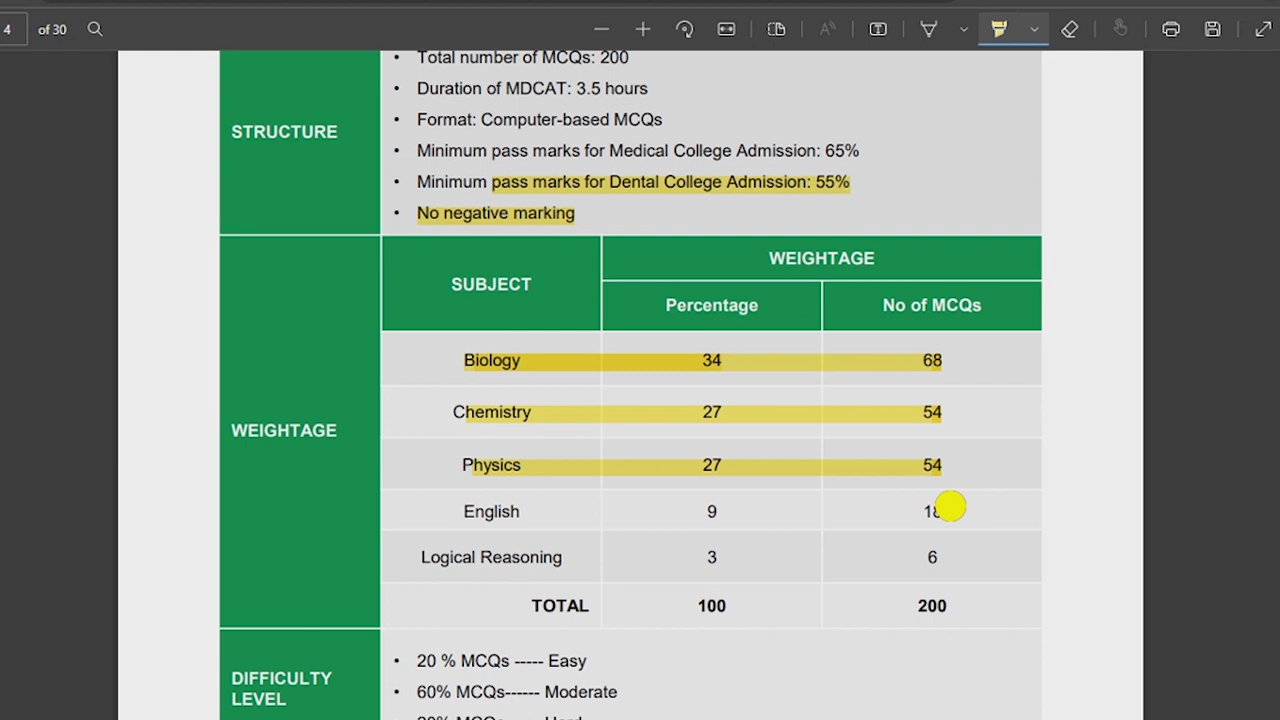 4 of 30
Total number of MCQs: 200
• Duration of MDCAT: 3.5 hours
• Format: Computer-based MCQs
STRUCTURE
• Minimum pass marks for Medical College Admission: 65%
• Minimum pass marks for Dental College Admission: 55%
• No negative marking
SUBJECT WEIGHTAGE
Percentage No of MCQs
Biology 34 68
Chemistry 27 54
WEIGHTAGE
Physics 27 54
English 9
Logical Reasoning 3 6
TOTAL 100 200
DIFFICULTY LEVEL
• 20 % MCQs ----- Easy
• 60% MCQs------ Moderate